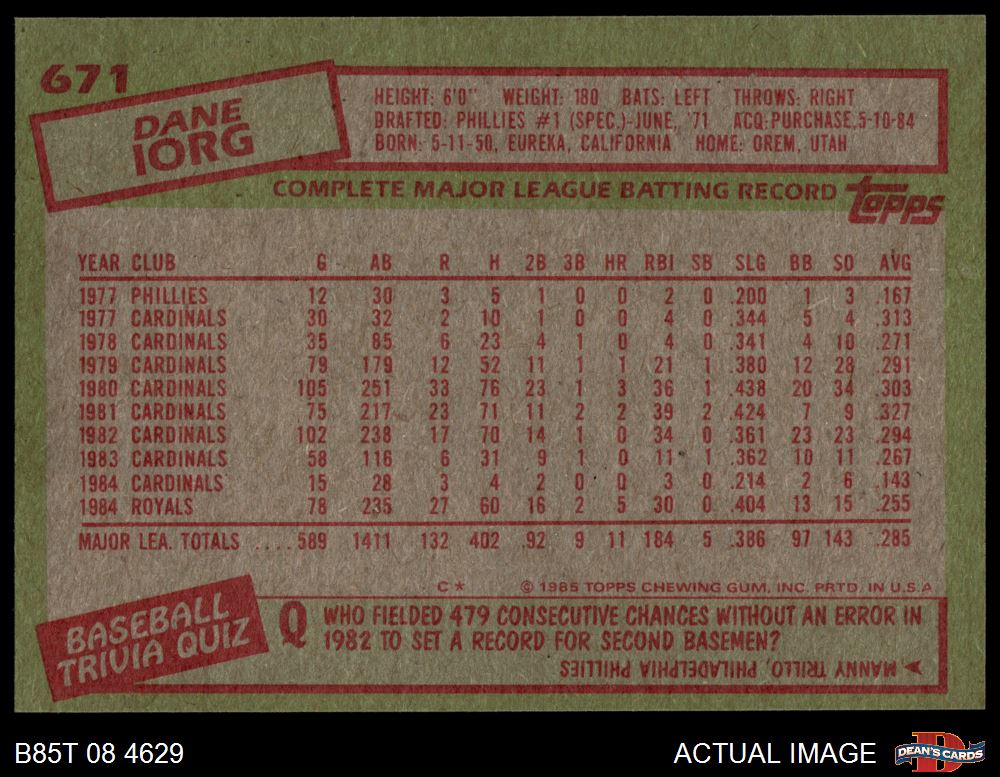 671
DANE
IORG
HEIGHT: 6'0" WEIGHT: 180 BATS: LEFT THROWS: RIGHT
DRAFTED: PHILLIES #1 (SPEC.)-JUNE, '71 ACQ: PURCHASE, 5-10-84
BORN: 5-11-50, EUREKA, CALIFORNIA HOME: OREM, UTAH
COMPLETE MAJOR LEAGUE BATTING RECORD topps
YEAR CLUB G AB R H 2B 3B HR RBI SB SLG BB SO AVG
1977 PHILLIES 12 30 3 5 1 0 0 2 0 .200 1 3 .167
1977 CARDINALS 30 32 2 10 1 0 0 4 0 .344 5 4 .313
1978 CARDINALS 35 85 6 23 4 1 0 4 0 .341 4 10 .271
1979 CARDINALS 79 179 12 52 11 1 1 21 1 .380 12 28 .291
1980 CARDINALS 105 251 33 76 23 1 3 36 1 .438 20 34 .303
1981 CARDINALS 75 217 23 71 11 2 2 39 2 .424 7 9 .327
1982 CARDINALS 102 238 17 70 14 1 0 34 0 .361 23 23 .294
1983 CARDINALS 58 116 6 31 9 1 0 11 1 .362 10 11 .267
1984 CARDINALS 15 28 3 4 2 0 0 3 0 .214 2 6 .143
1984 ROYALS 78 235 27 60 16 2 5 30 0 .404 13 15 .255
MAJOR LEA. TOTALS ....589 1411 132 402 92 9 11 184 5 .386 97 143 .285
C* © 1985 TOPPS CHEWING GUM, INC. PRTD. IN U.S.A
BASEBALL
TRIVIA QUIZ
Q WHO FIELDED 479 CONSECUTIVE CHANCES WITHOUT AN ERROR IN
1982 TO SET A RECORD FOR SECOND BASEMEN?
MANNY TRILLO, PHILADELPHIA PHILLIES
B85T 08 4629
ACTUAL IMAGE
D
DEAN'S CARDS